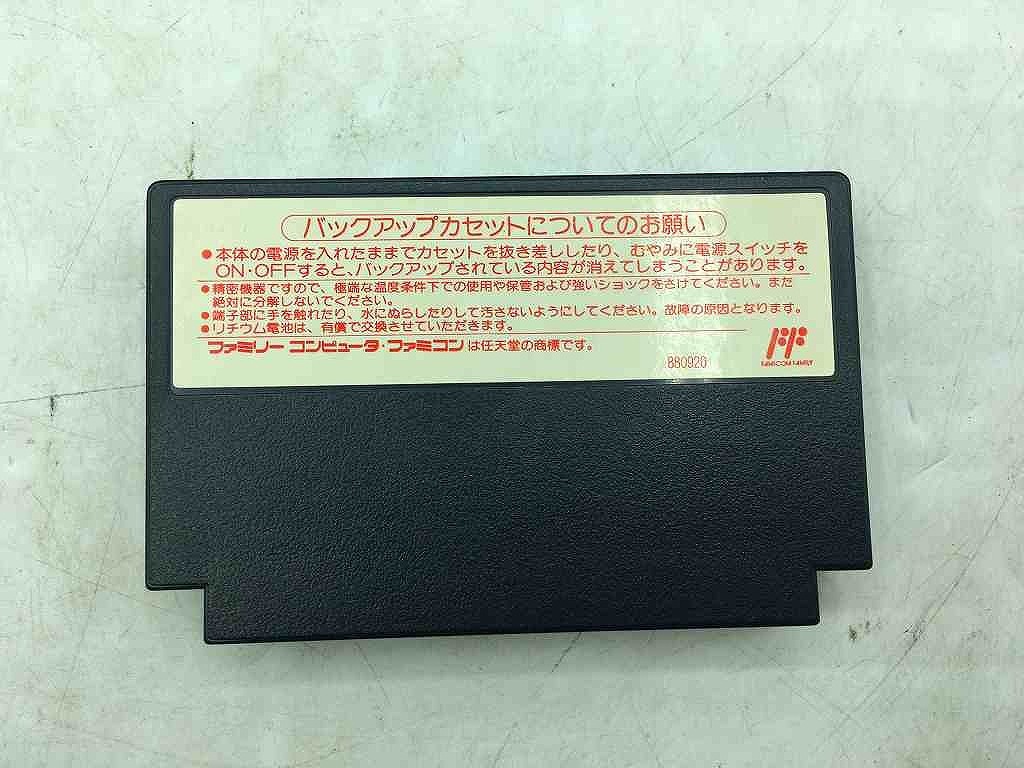 バックアップカセットについてのお願い
●本体の電源を入れたままでカセットを抜き差ししたり、むやみに電源スイッチを
ON・OFFすると、バックアップされている内容が消えてしまうことがあります。
●精密機器ですので、極端な温度条件下での使用や保管および強いショックをさけてください。また
絶対に分解しないでください。
●端子部に手を触れたり、水にぬらしたりして汚さないようにしてください。故障の原因となります。
●リチウム電池は、有償で交換させていただきます。
ファミリーコンピュータ・ファミコンは任天堂の商標です。
880920
FAMICOM FAMILY